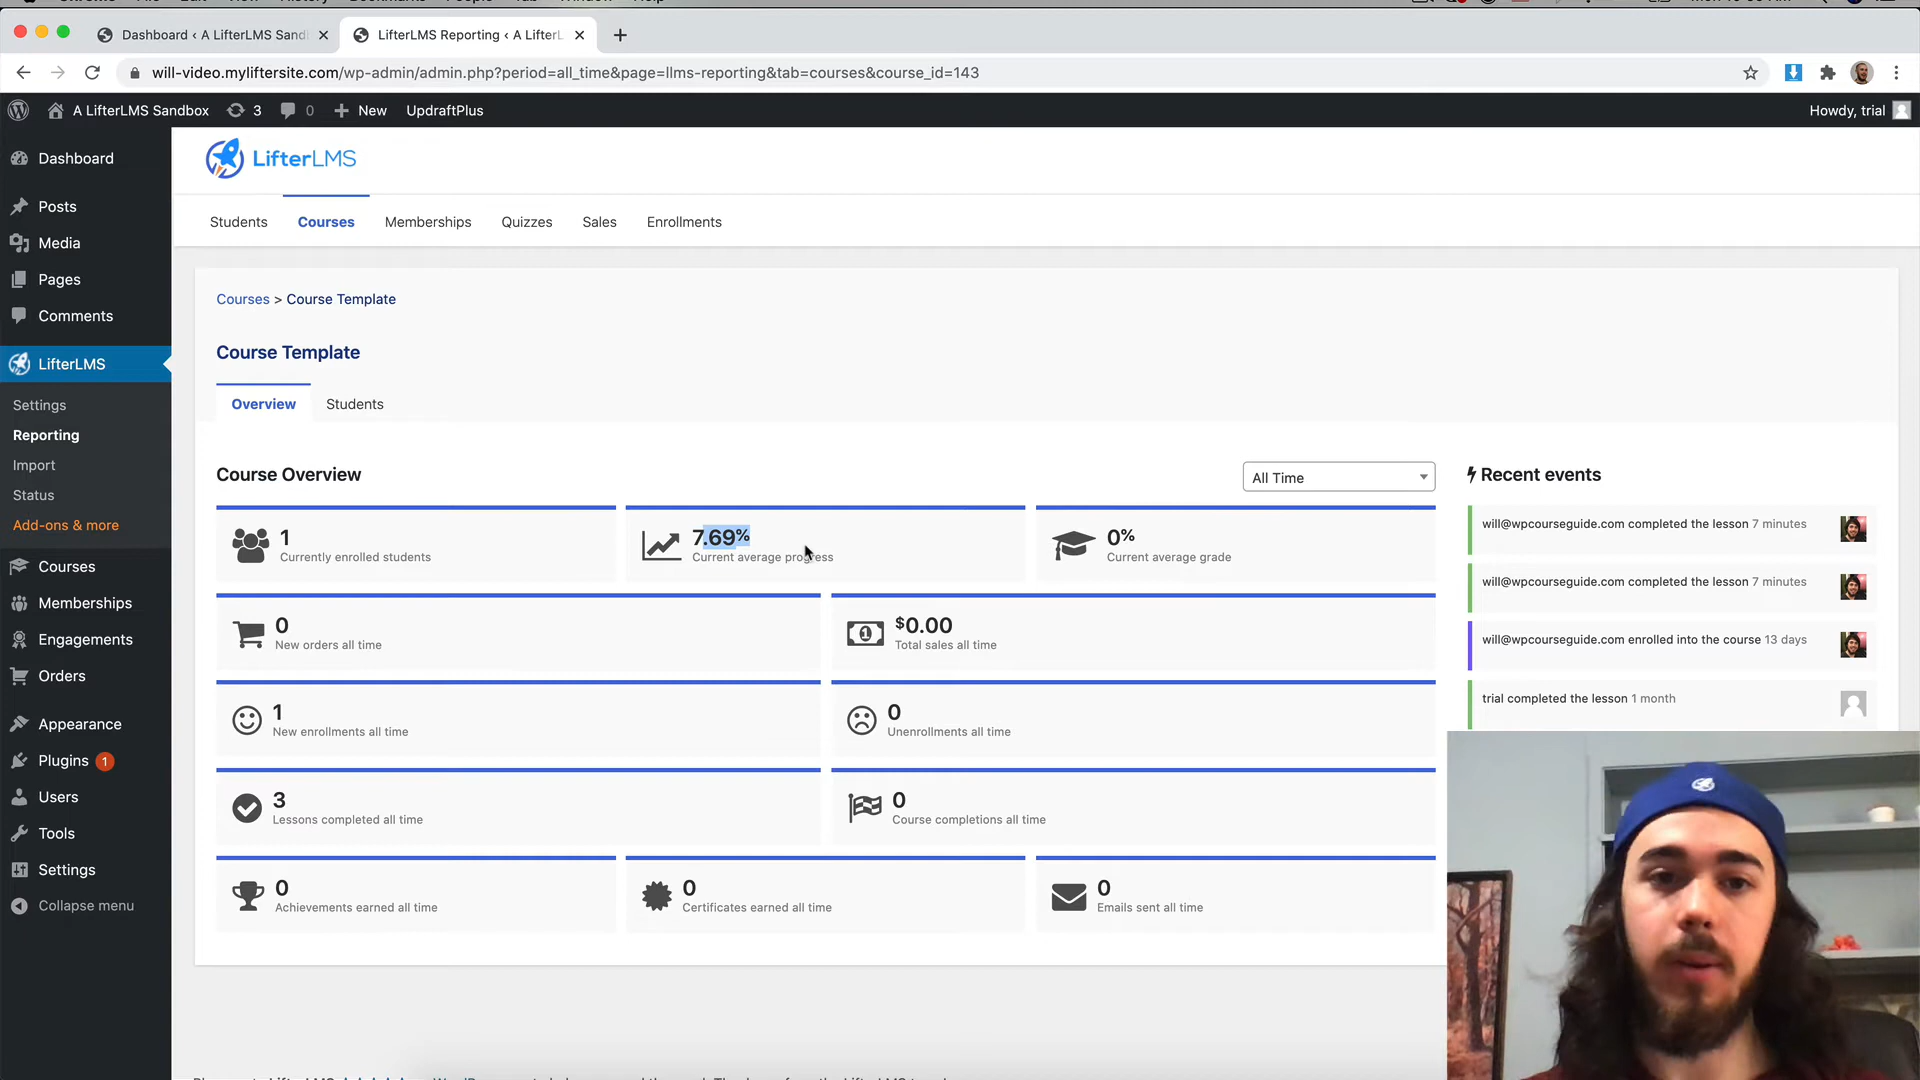 Dashboard ‹ A LifterLMS Sand
LifterLMS Reporting ‹ A Lifter
will-video.myliftersite.com/wp-admin/admin.php?period=all_time&page=llms-reporting&tab=courses&course_id=143
A LifterLMS Sandbox 3 0 New UpdraftPlus Howdy, trial
LifterLMS
Dashboard
Posts
Media
Pages
Comments
LifterLMS
Settings
Reporting
Import
Status
Add-ons & more
Courses
Memberships
Engagements
Orders
Appearance
Plugins 1
Users
Tools
Settings
Collapse menu
Students Courses Memberships Quizzes Sales Enrollments
Courses > Course Template
Course Template
Overview Students
Course Overview
All Time
1
Currently enrolled students
7.69%
Current average progress
0%
Current average grade
0
New orders all time
$0.00
Total sales all time
1
New enrollments all time
0
Unenrollments all time
3
Lessons completed all time
0
Course completions all time
0
Achievements earned all time
0
Certificates earned all time
0
Emails sent all time
Recent events
will@wpcourseguide.com completed the lesson 7 minutes
will@wpcourseguide.com completed the lesson 7 minutes
will@wpcourseguide.com enrolled into the course 13 days
trial completed the lesson 1 month